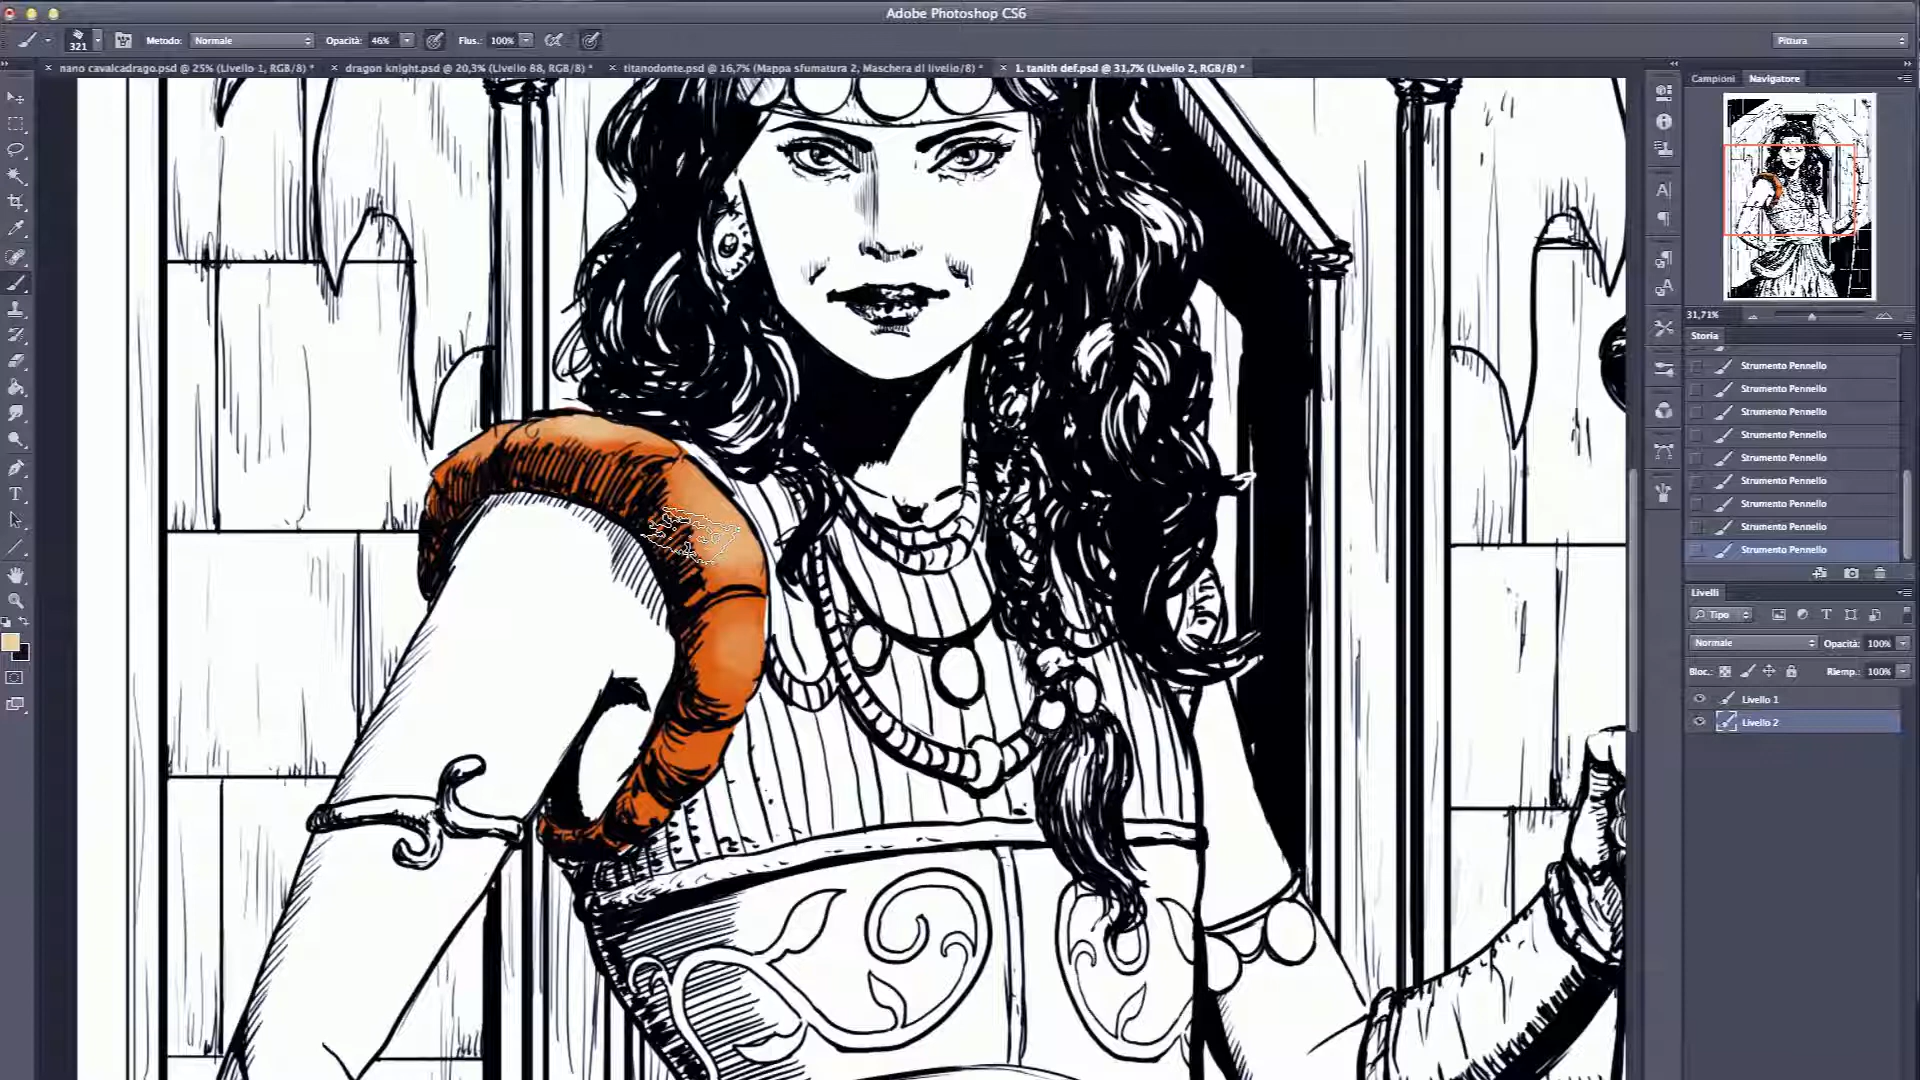 Adobe Photoshop CS6
321 Metodo: Normale Opacità: 46% Flus.: 100% Pittura
nano cavalcadrago.psd @ 25% (Livello 1, RGB/8) * dragon knight.psd @ 20,3% (Livello 88, RGB/8) * titanodonte.psd @ 16,7% (Mappa sfumatura 2, Maschera di livello/8) * 1. tanith def.psd @ 31,7% (Livello 2, RGB/8) *
Campioni Navigatore
31,71%
Storia
Strumento Pennello
Strumento Pennello
Strumento Pennello
Strumento Pennello
Strumento Pennello
Strumento Pennello
Strumento Pennello
Strumento Pennello
Strumento Pennello
Livelli
Tipo
Normale Opacità: 100%
Bloc.: Riemp.: 100%
Livello 1
Livello 2